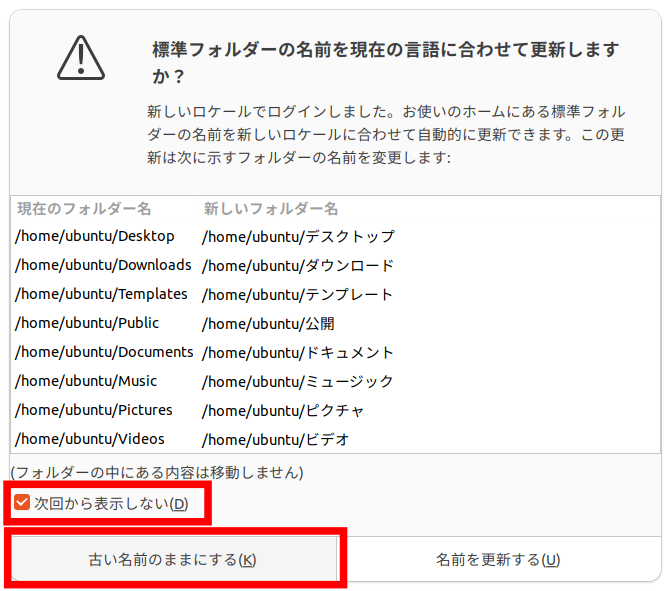 標準フォルダーの名前を現在の言語に合わせて更新します
か？
新しいロケールでログインしました。お使いのホームにある標準フォル
ダーの名前を新しいロケールに合わせて自動的に更新できます。この更
新は次に示すフォルダーの名前を変更します:
現在のフォルダー名 新しいフォルダー名
/home/ubuntu/Desktop /home/ubuntu/デスクトップ
/home/ubuntu/Downloads /home/ubuntu/ダウンロード
/home/ubuntu/Templates /home/ubuntu/テンプレート
/home/ubuntu/Public /home/ubuntu/公開
/home/ubuntu/Documents /home/ubuntu/ドキュメント
/home/ubuntu/Music /home/ubuntu/ミュージック
/home/ubuntu/Pictures /home/ubuntu/ピクチャ
/home/ubuntu/Videos /home/ubuntu/ビデオ
(フォルダーの中にある内容は移動しません)
次回から表示しない(D)
古い名前のままにする(K) 名前を更新する(U)